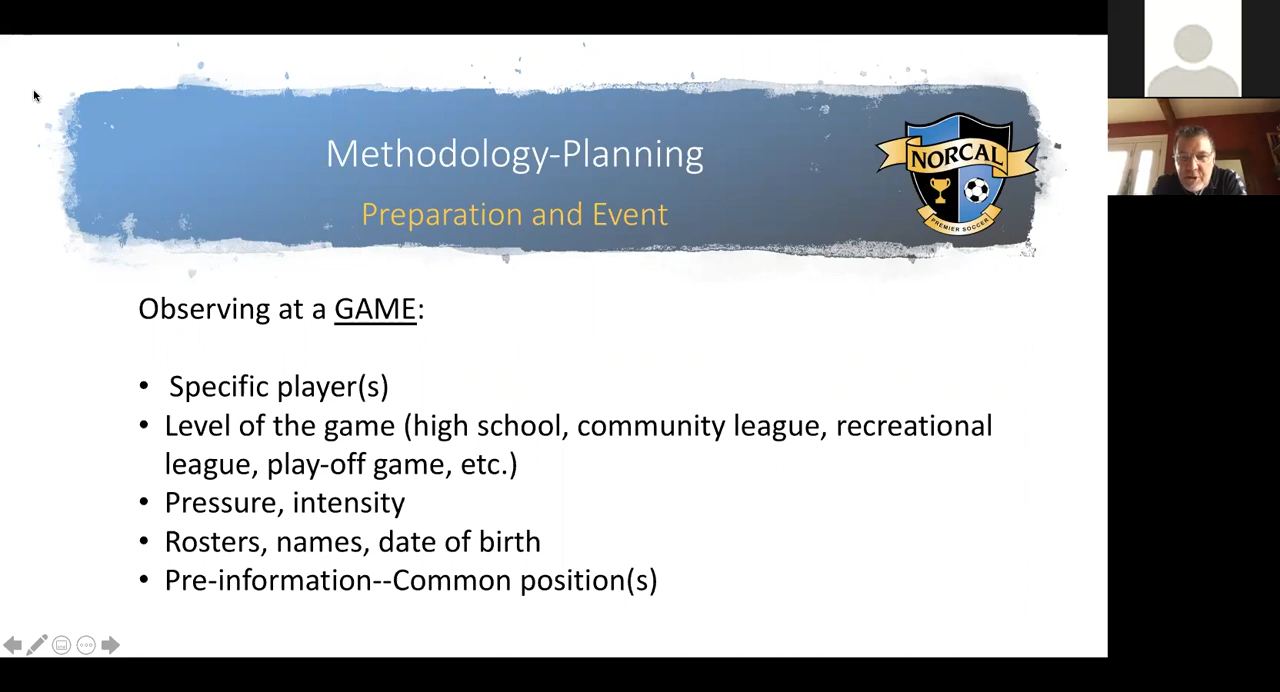 Methodology-Planning
Preparation and Event
NORCAL
PREMIER SOCCER
Observing at a GAME:
• Specific player(s)
• Level of the game (high school, community league, recreational
league, play-off game, etc.)
• Pressure, intensity
• Rosters, names, date of birth
• Pre-information--Common position(s)